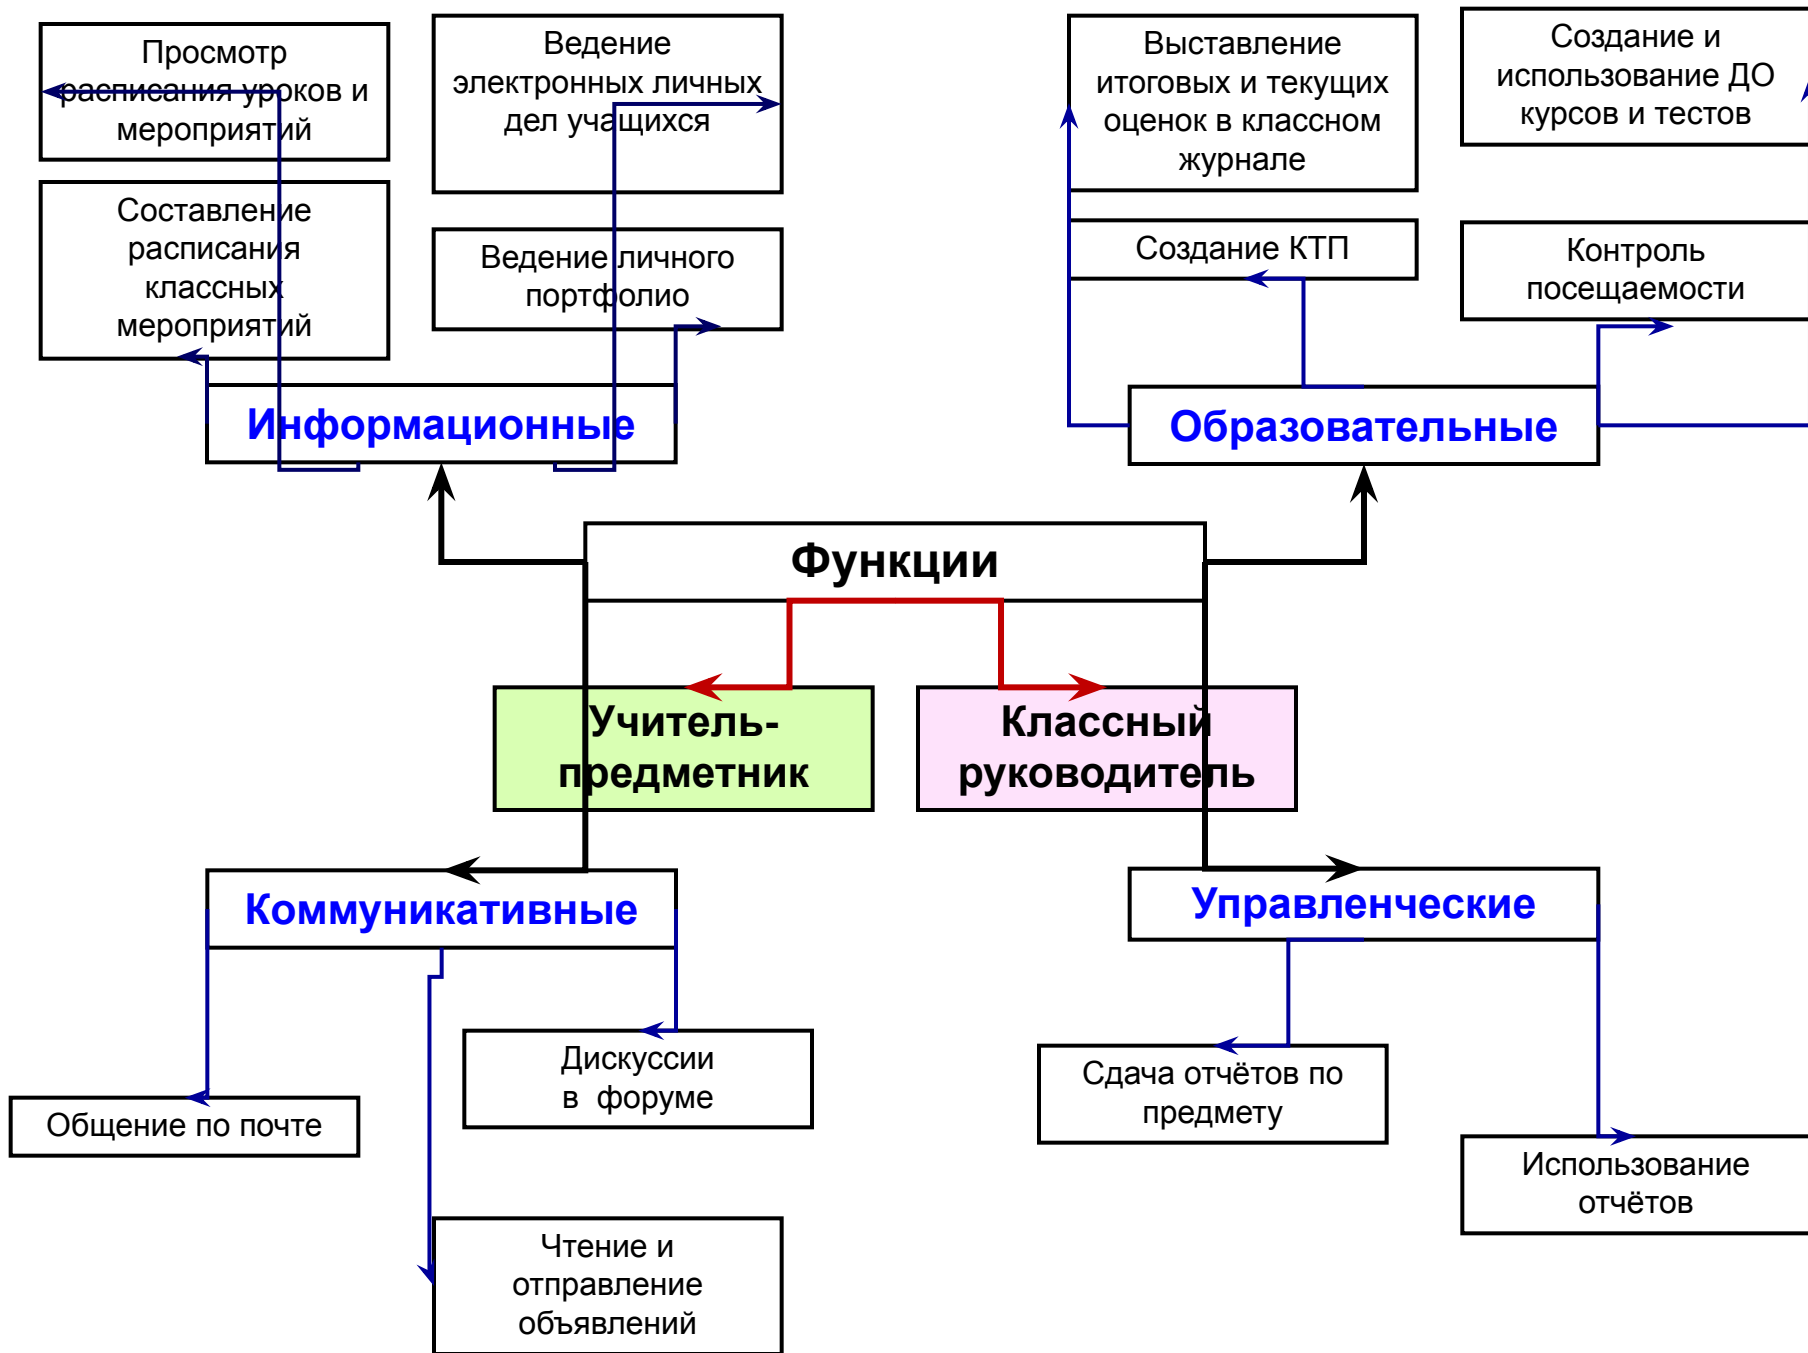 Просмотр
расписания уроков и
мероприятий
Ведение
электронных личных
дел учащихся
Выставление
итоговых и текущих
оценок в классном
журнале
Создание и
использование ДО
курсов и тестов
Составление
расписания
классных
мероприятий
Ведение личного
портфолио
Создание КТП
Контроль
посещаемости
Информационные
Образовательные
Функции
Учитель-
предметник
Классный
руководитель
Коммуникативные
Управленческие
Общение по почте
Дискуссии
в форуме
Чтение и
отправление
объявлений
Сдача отчётов по
предмету
Использование
отчётов